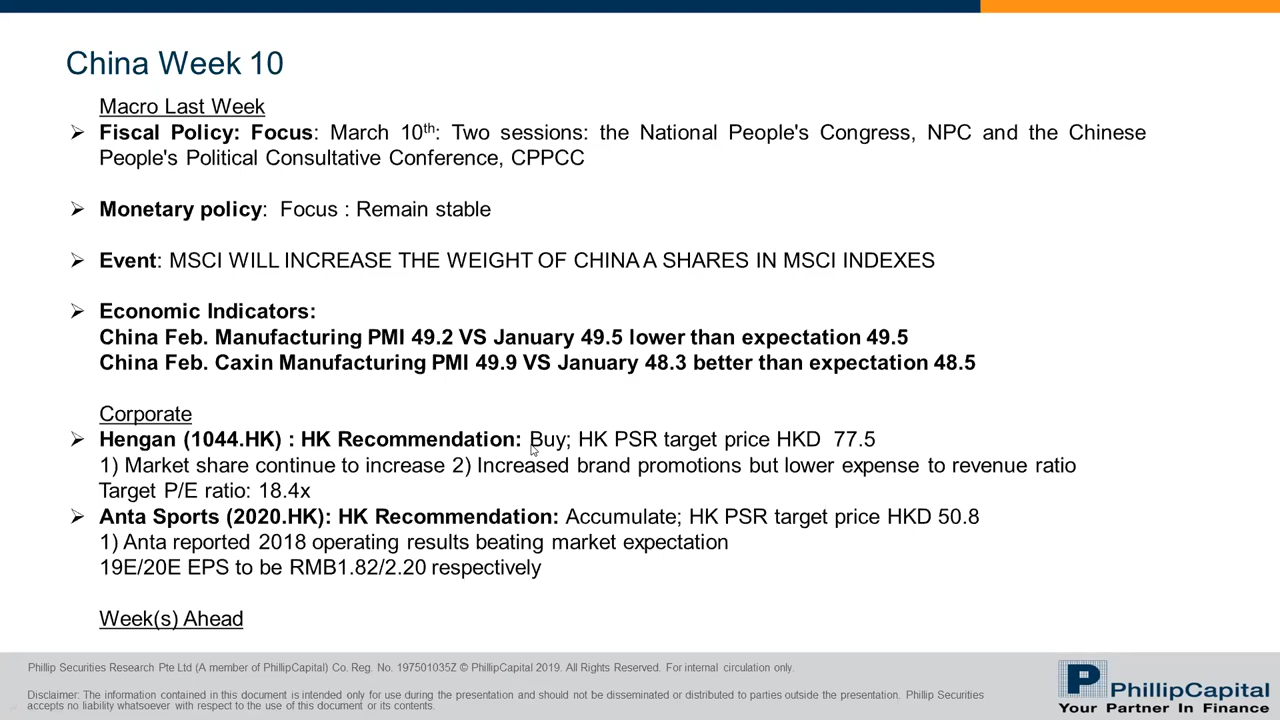 China Week 10
Macro Last Week
➢ Fiscal Policy: Focus: March 10th: Two sessions: the National People's Congress, NPC and the Chinese
People's Political Consultative Conference, CPPCC
➢ Monetary policy: Focus : Remain stable
➢ Event: MSCI WILL INCREASE THE WEIGHT OF CHINA A SHARES IN MSCI INDEXES
➢ Economic Indicators:
China Feb. Manufacturing PMI 49.2 VS January 49.5 lower than expectation 49.5
China Feb. Caxin Manufacturing PMI 49.9 VS January 48.3 better than expectation 48.5
Corporate
➢ Hengan (1044.HK) : HK Recommendation: Buy; HK PSR target price HKD 77.5
1) Market share continue to increase 2) Increased brand promotions but lower expense to revenue ratio
Target P/E ratio: 18.4x
➢ Anta Sports (2020.HK): HK Recommendation: Accumulate; HK PSR target price HKD 50.8
1) Anta reported 2018 operating results beating market expectation
19E/20E EPS to be RMB1.82/2.20 respectively
Week(s) Ahead
Phillip Securities Research Pte Ltd (A member of PhillipCapital) Co. Reg. No. 197501035Z © PhillipCapital 2019. All Rights Reserved. For internal circulation only.
Disclaimer: The information contained in this document is intended only for use during the presentation and should not be disseminated or distributed to parties outside the presentation. Phillip Securities
accepts no liability whatsoever with respect to the use of this document or its contents.
PhillipCapital
Your Partner In Finance